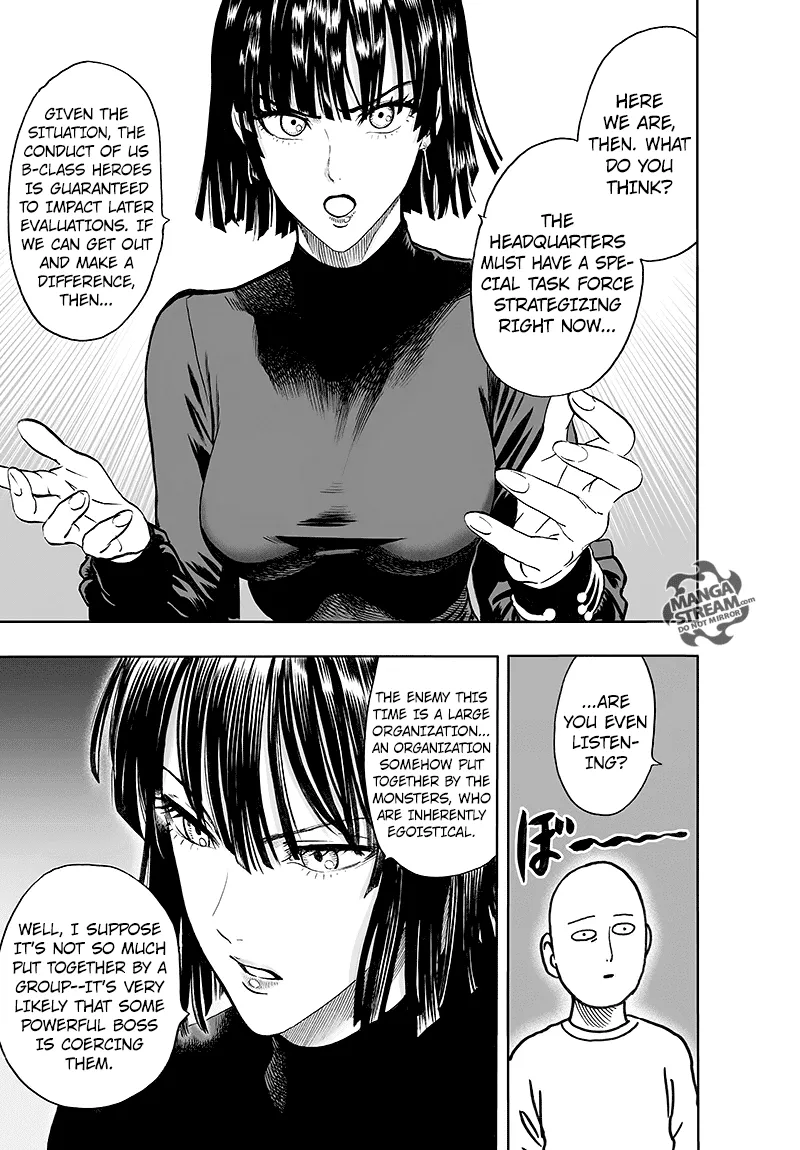 HERE
WE ARE,
THEN. WHAT
DO YOU
THINK?
THE
HEADQUARTERS
MUST HAVE A SPE-
CIAL TASK FORCE
STRATEGIZING
RIGHT NOW...
GIVEN THE
SITUATION, THE
CONDUCT OF US
B-CLASS HEROES
IS GUARANTEED
TO IMPACT LATER
EVALUATIONS. IF
WE CAN GET OUT
AND MAKE A
DIFFERENCE,
THEN...
MANGA
-STREAM.com
DO NOT MIRROR
...ARE
YOU EVEN
LISTEN-
ING?
ぼーーー
THE ENEMY THIS
TIME IS A LARGE
ORGANIZATION...
AN ORGANIZATION
SOMEHOW PUT
TOGETHER BY THE
MONSTERS, WHO
ARE INHERENTLY
EGOISTICAL.
WELL, I SUPPOSE
IT'S NOT SO MUCH
PUT TOGETHER BY A
GROUP--IT'S VERY
LIKELY THAT SOME
POWERFUL BOSS
IS COERCING
THEM.